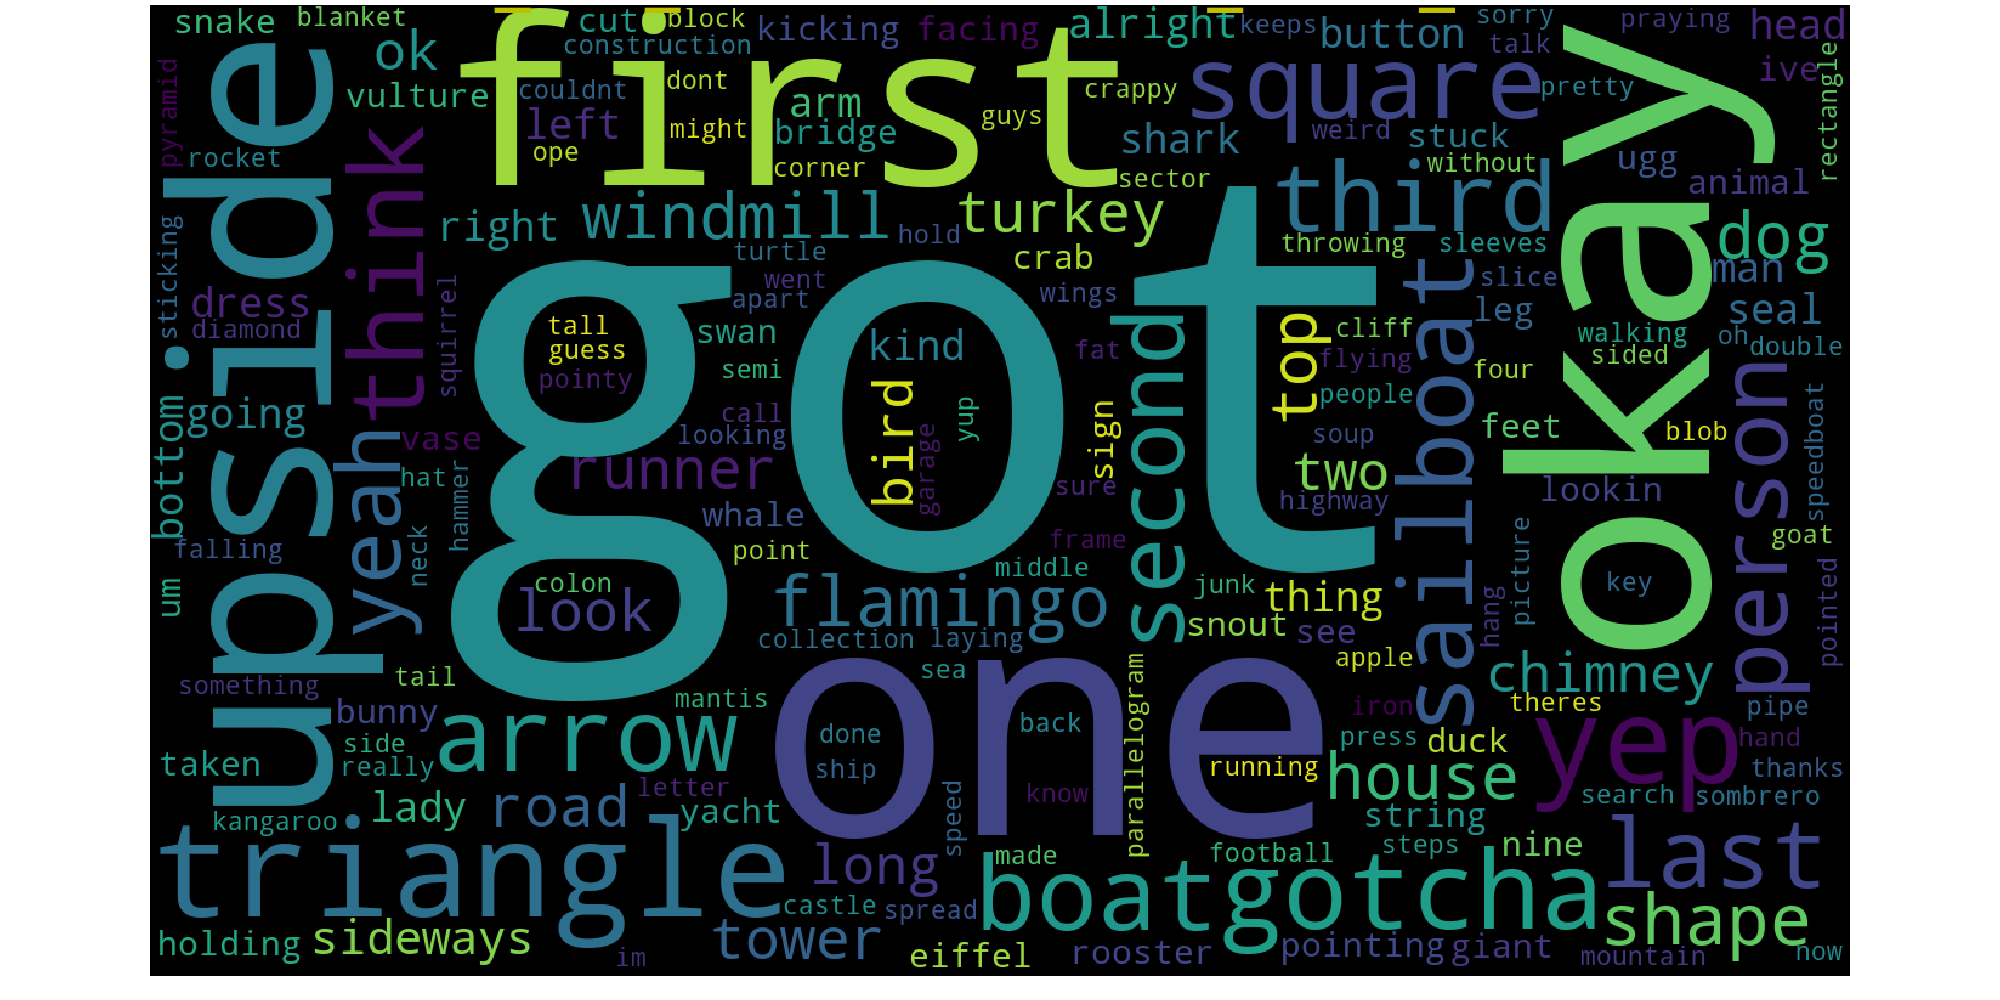 snake
blanket
cut
block
kicking
facing
alright
keeps
button
sorry
praying
head
ok
construction
talk
ive
pyramid
upside
vulture
first
couldnt
dont
arm
crappy
square
pretty
okay
rectangle
rocket
think
left
might
bridge
guys
shark
weird
stuck
ope
corner
sector
third
without
ugg
animal
right
windmill
turtle
hold
turkey
throwing
sleeves
dog
sticking
dress
squirrel
went
crab
man
diamond
apart
wings
slice
got
tall
guess
pointy
swan
kind
second
top
cliff
sailboat
leg
walking
seal
sided
oh
double
semi
fat
flying
four
bottom
going
yeah
vase
call
looking
bird
garage
yup
sign
people
soup
feet
blob
person
speedboat
hat
hammer
runner
sure
two
highway
lookin
whale
falling
neck
point
frame
picture
goat
um
colon
look
flamingo
middle
junk
thing
key
pointed
collection
laying
snout
see
hang
something
tail
sea
parallelogram
apple
chimney
bunny
mantis
one
iron
theres
pipe
taken
side
really
arrow
done
back
press
duck
yep
hand
ship
running
house
thanks
kangaroo
lady
road
letter
yacht
speed
know
string
search
sombrero
triangle
long
made
football
steps
nine
last
castle
spread
boat
gotcha
shape
holding
sideways
im
tower
eiffel
rooster
pointing
giant
mountain
now